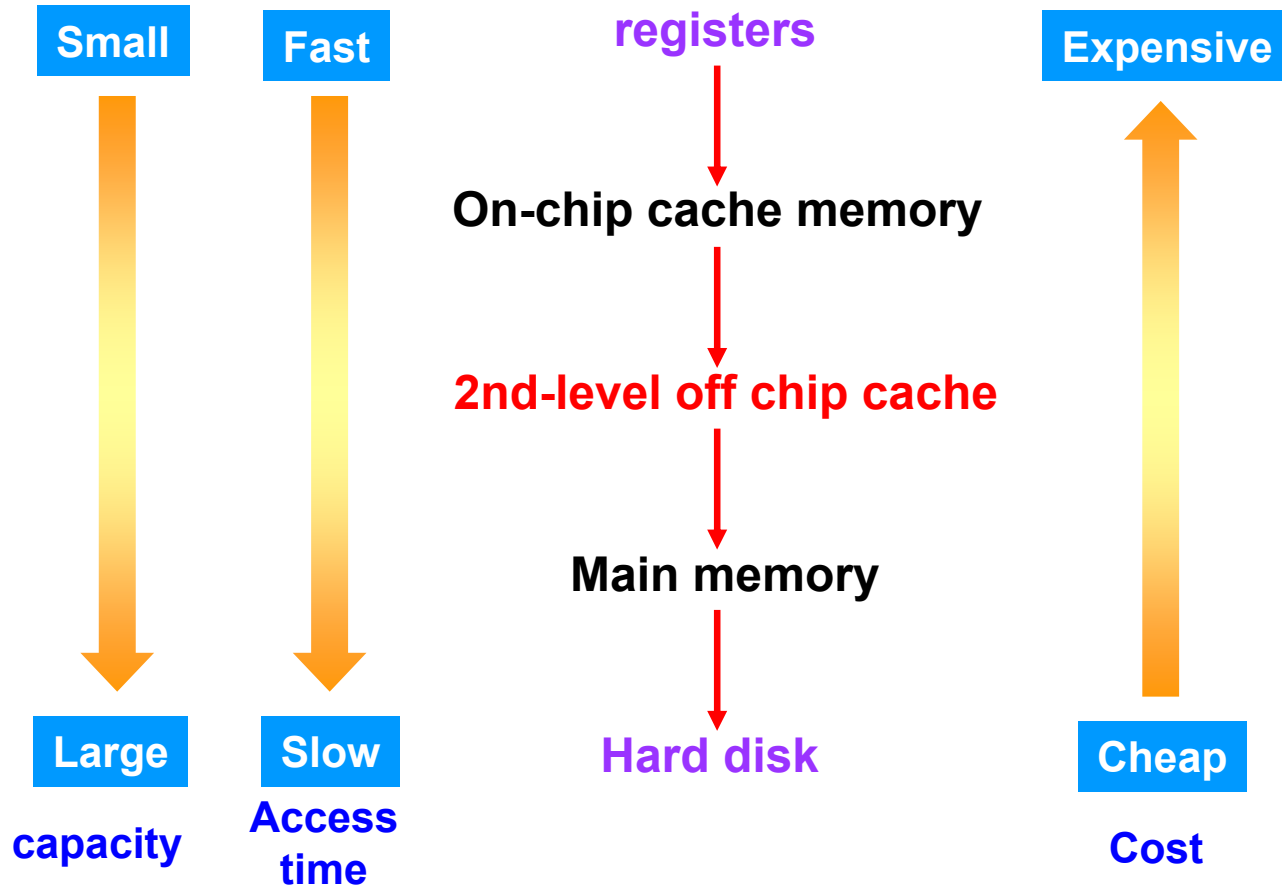 Small
Fast
registers
Expensive
On-chip cache memory
2nd-level off chip cache
Main memory
Large
Slow
Hard disk
Cheap
capacity
Access
time
Cost